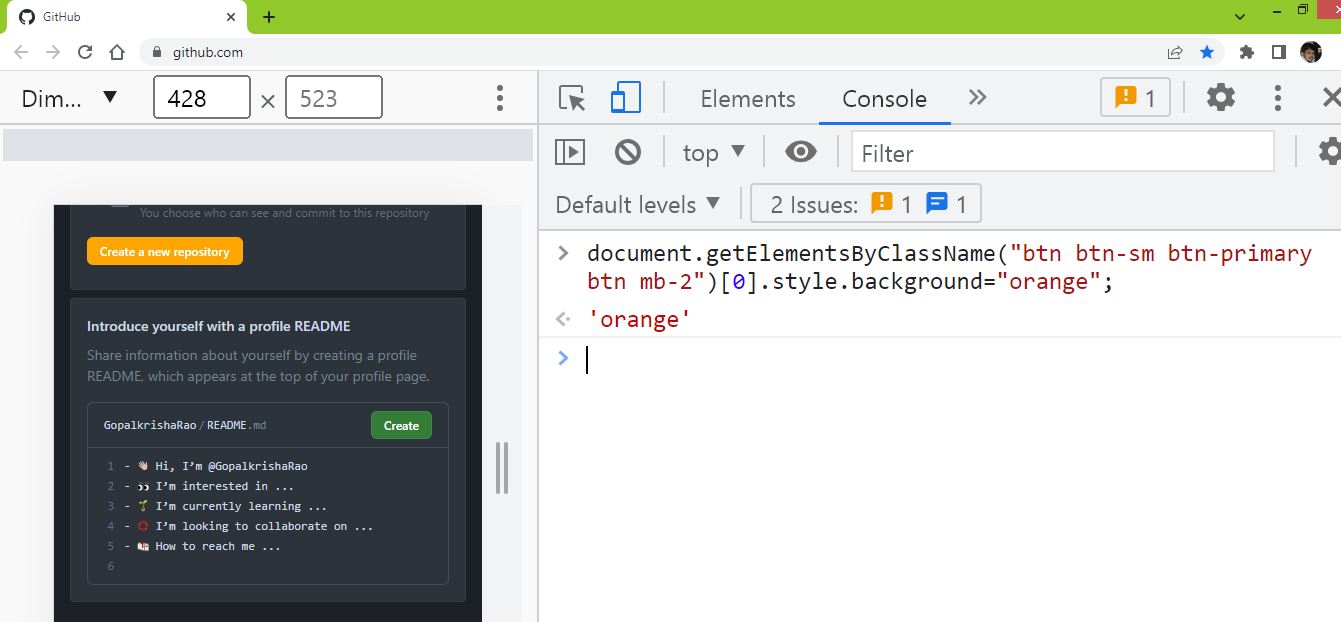 GitHub
github.com
Dim...
428
×
523
Elements
Console
1
top
Filter
Default levels
2 Issues:
1
1
You choose who can see and commit to this repository
Create a new repository
Introduce yourself with a profile README
Share information about yourself by creating a profile
README, which appears at the top of your profile page.
GopalkrishaRao/README.md
Create
1 - 👋 Hi, I’m @GopalkrishaRao
2 - 👀 I’m interested in ...
3 - 🌱 I’m currently learning ...
4 - 💞️ I’m looking to collaborate on ...
5 - 📫 How to reach me ...
6
document.getElementsByClassName("btn btn-sm btn-primary
btn mb-2")[0].style.background="orange";
'orange'